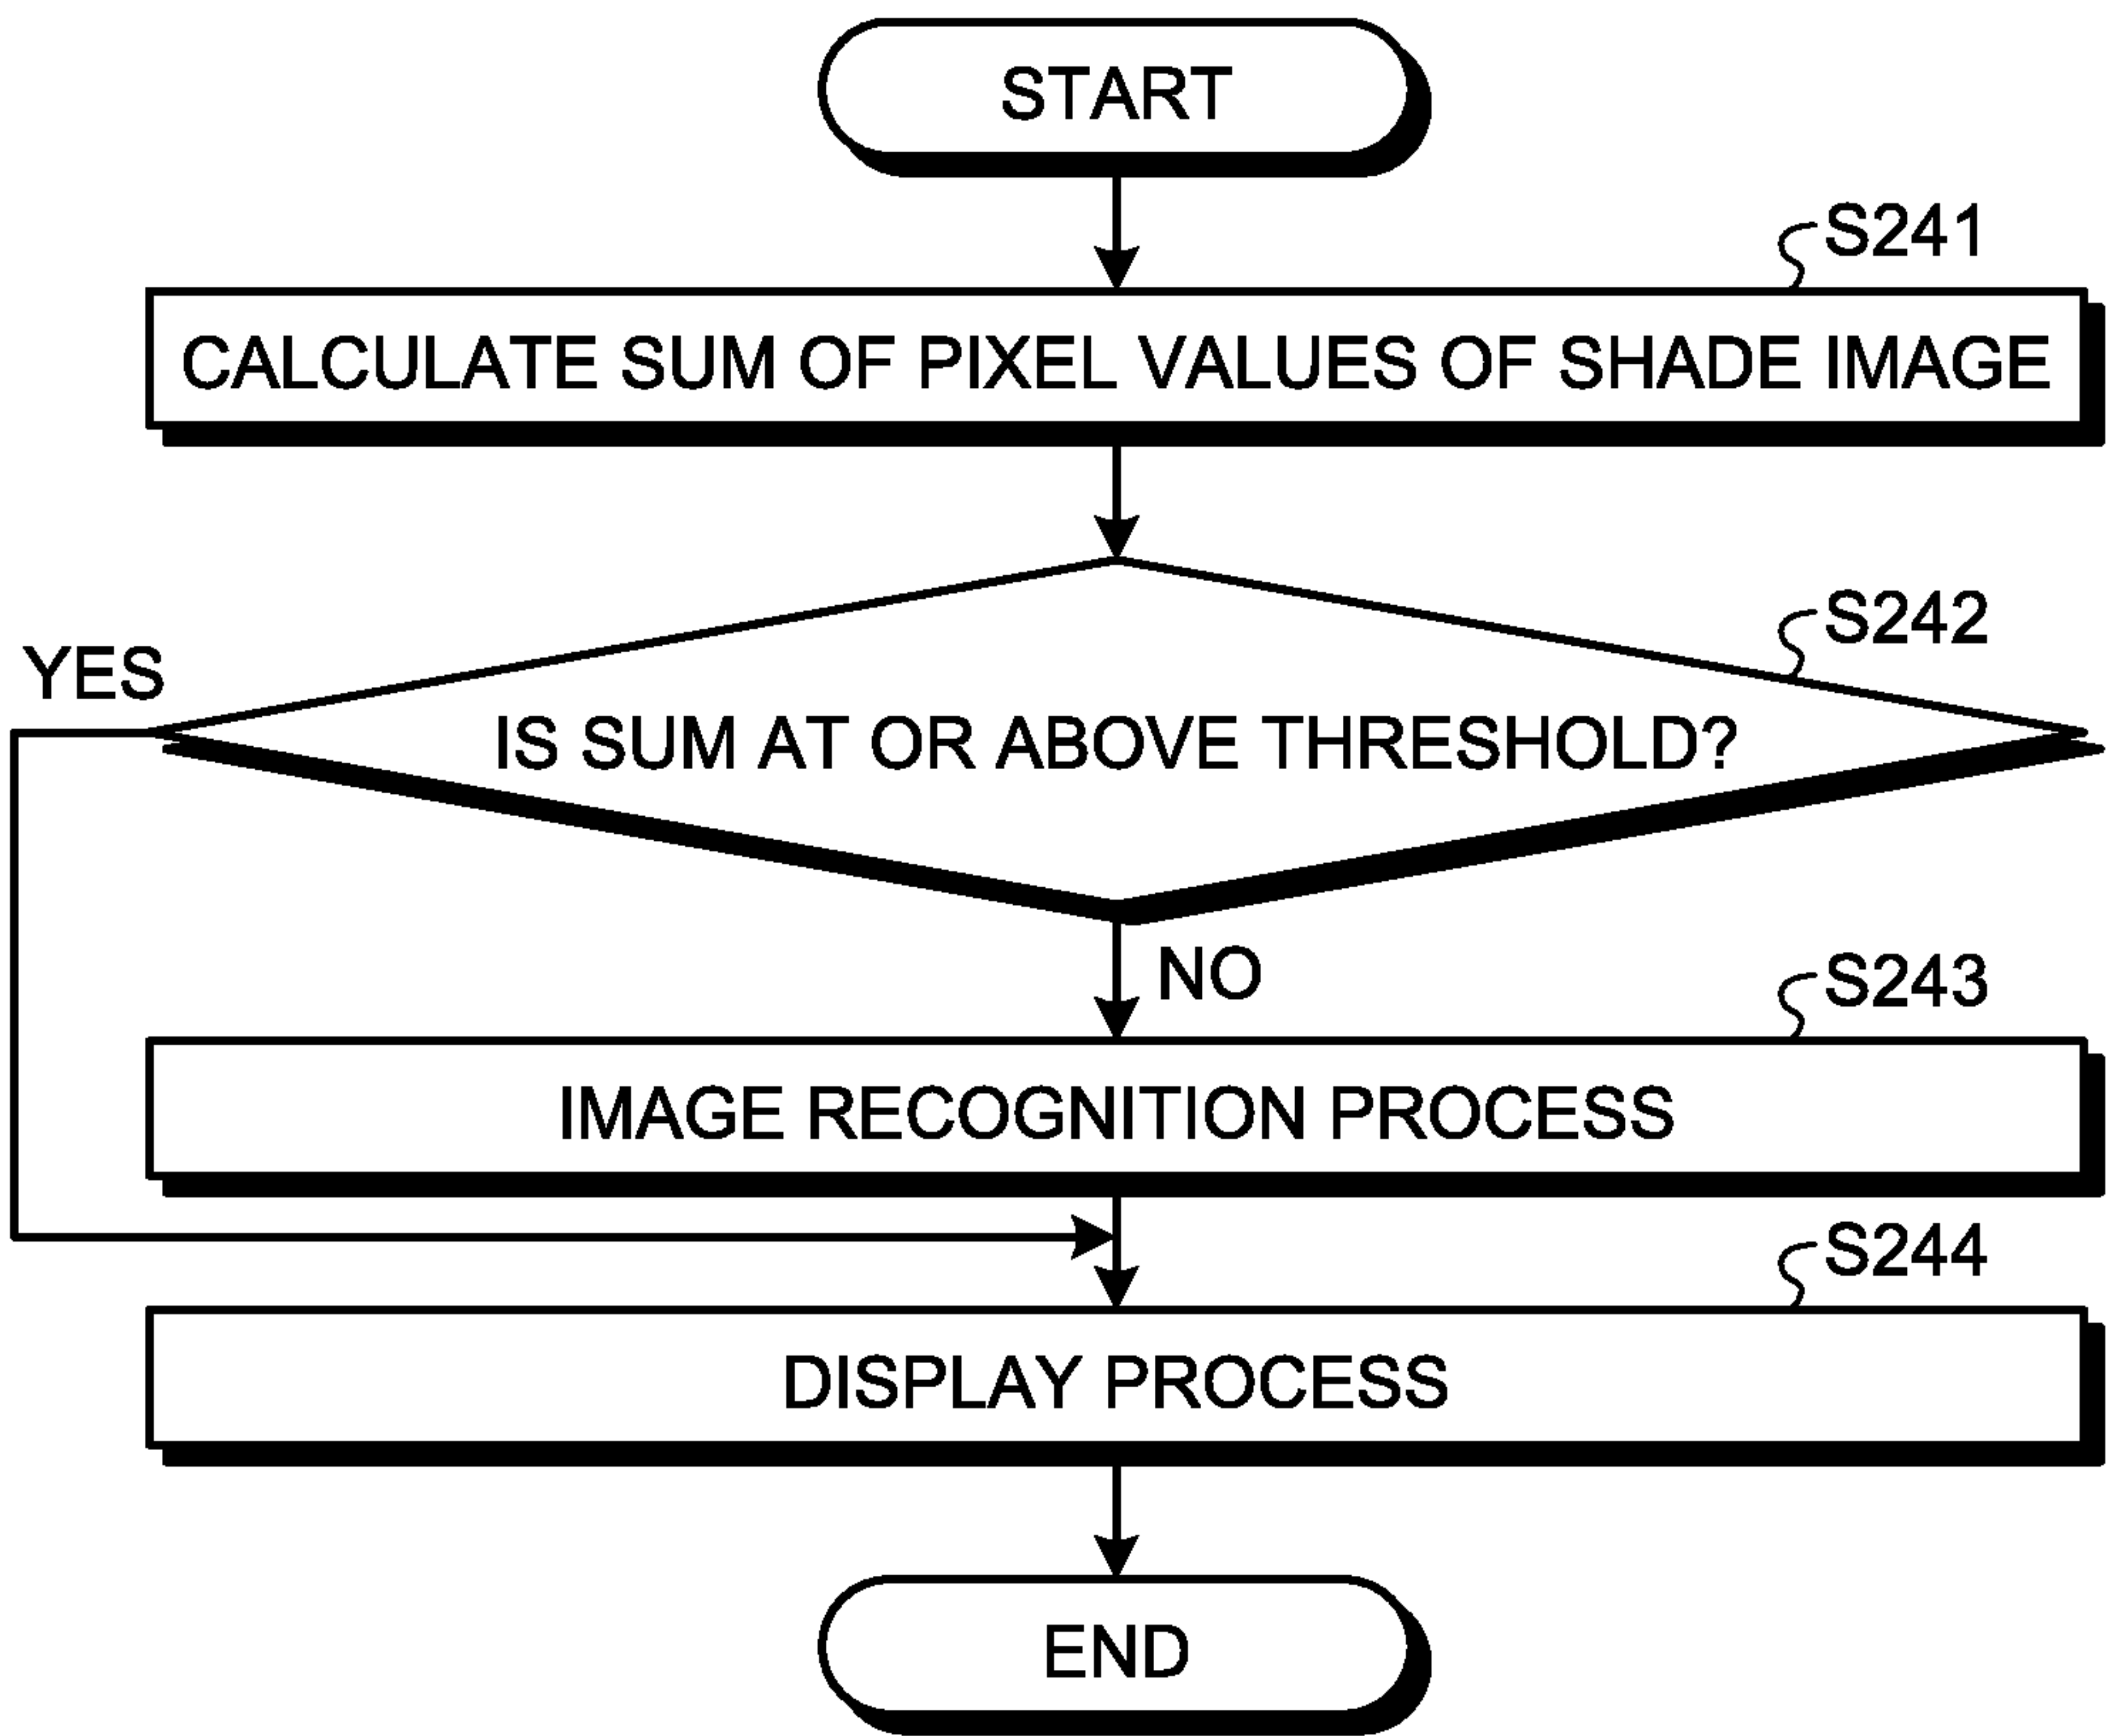 START
S241
CALCULATE SUM OF PIXEL VALUES OF SHADE IMAGE
S242
YES
IS SUM AT OR ABOVE THRESHOLD?
NO
S243
IMAGE RECOGNITION PROCESS
S244
DISPLAY PROCESS
END